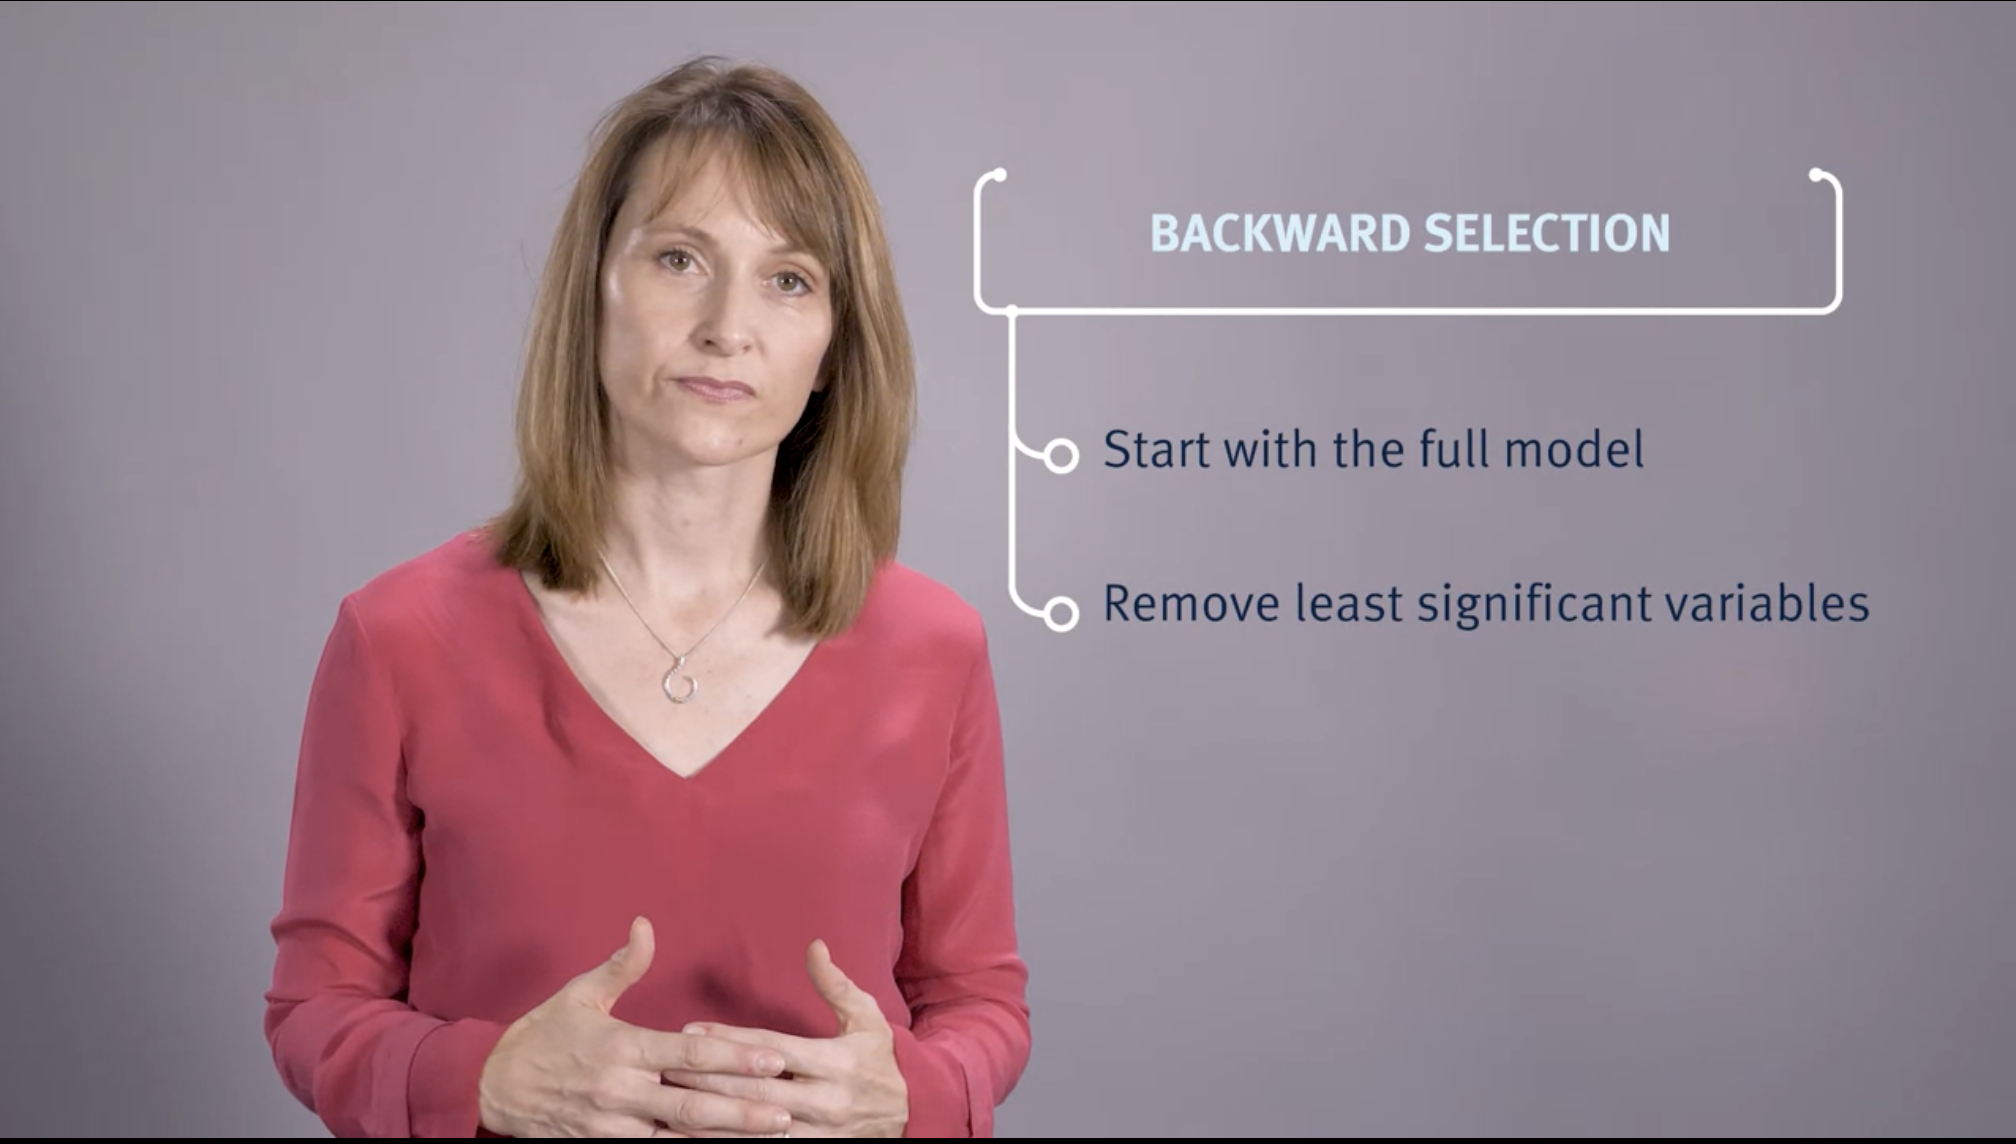 BACKWARD SELECTION
Start with the full model
Remove least significant variables